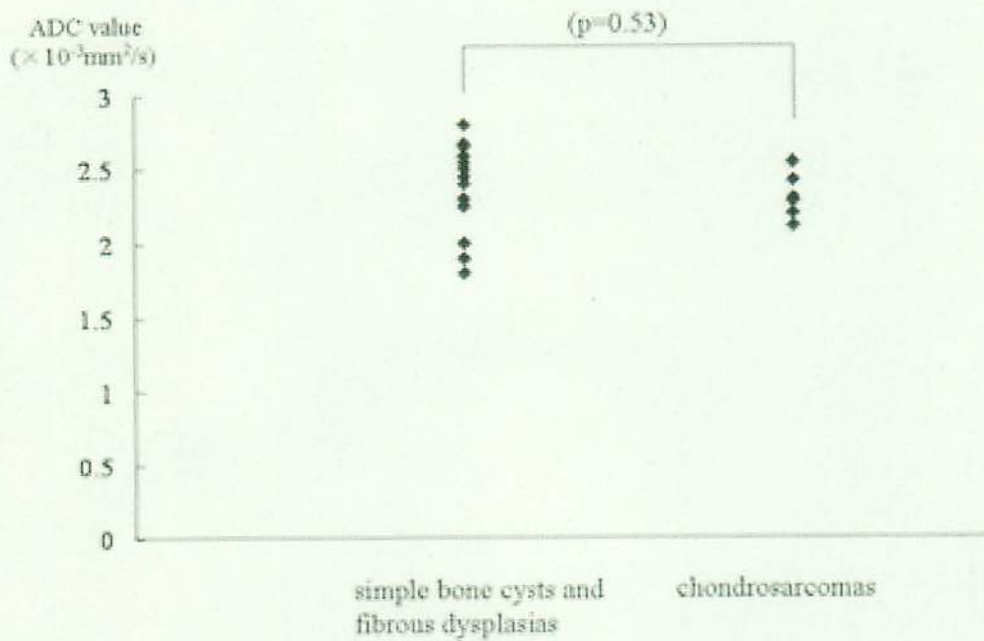 ADC value
(×10⁻³mm²/s)
(p=0.53)
3
2.5
2
1.5
1
0.5
0
simple bone cysts and
fibrous dysplasias
chondrosarcomas